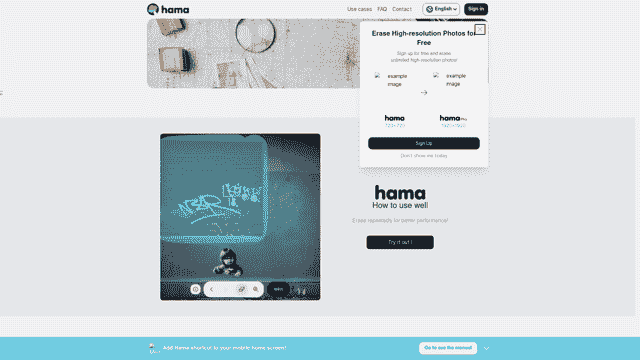 hama
Use cases
FAQ
Contact
English
Sign in
Erase High-resolution Photos for
Free
Sign up for free and erase
unlimited high-resolution photos!
example
image
example
image
→
hama
hama Pro
Sign Up
Don't show me today
hama
How to use well
Erase repeatedly for better performance!
Try it out!
Add Hama shortcut to your mobile home screen!
Go to see the manual